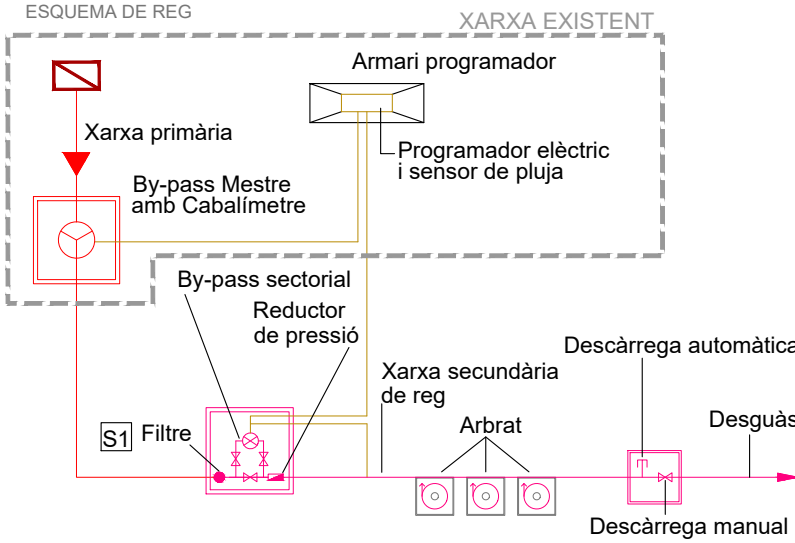 ESQUEMA DE REG
XARXA EXISTENT
Armari programador
Xarxa primària
Programador elèctric
i sensor de pluja
By-pass Mestre
amb Cabalímetre
By-pass sectorial
Reductor
de pressió
Descàrrega automàtica
Xarxa secundària
de reg
Arbrat
Desguàs
S1
Filtre
Descàrrega manual